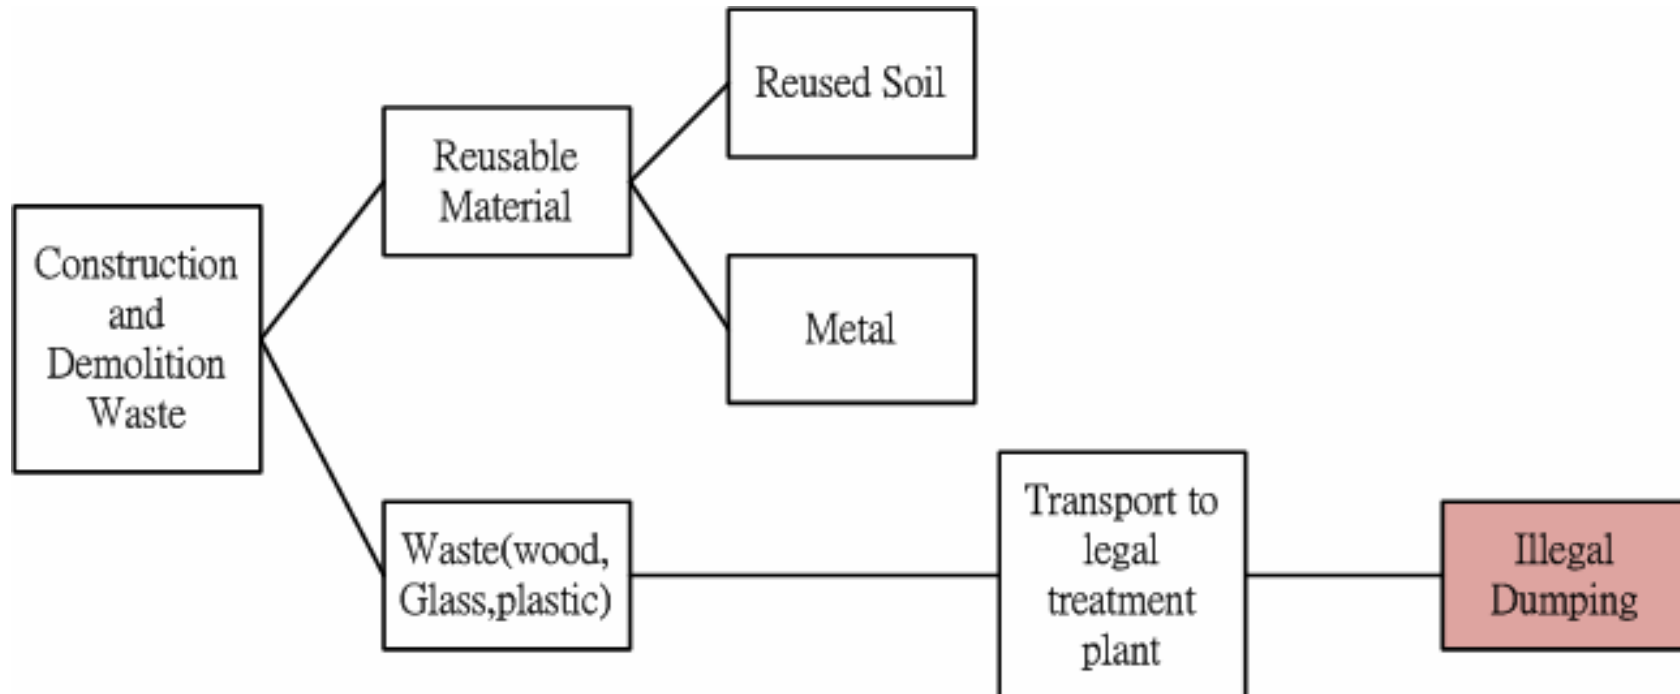 Reused Soil
Reusable
Material
Construction
and
Demolition
Waste
Metal
Waste(wood,
Glass,plastic)
Transport to
legal
treatment
plant
Illegal
Dumping